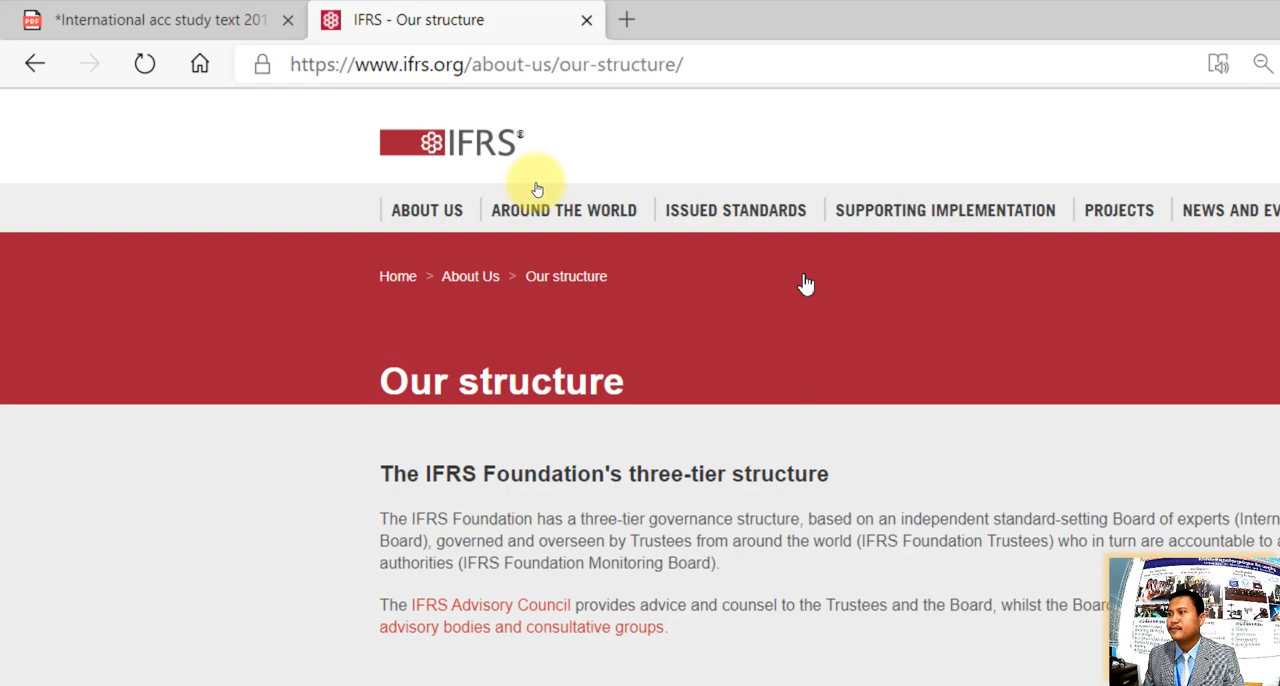 *International acc study text 201
IFRS - Our structure
https://www.ifrs.org/about-us/our-structure/
IFRS®
ABOUT US
AROUND THE WORLD
ISSUED STANDARDS
SUPPORTING IMPLEMENTATION
PROJECTS
NEWS AND EV
Home > About Us > Our structure
Our structure
The IFRS Foundation's three-tier structure
The IFRS Foundation has a three-tier governance structure, based on an independent standard-setting Board of experts (Intern
Board), governed and overseen by Trustees from around the world (IFRS Foundation Trustees) who in turn are accountable to a
authorities (IFRS Foundation Monitoring Board).
The IFRS Advisory Council provides advice and counsel to the Trustees and the Board, whilst the Board
advisory bodies and consultative groups.